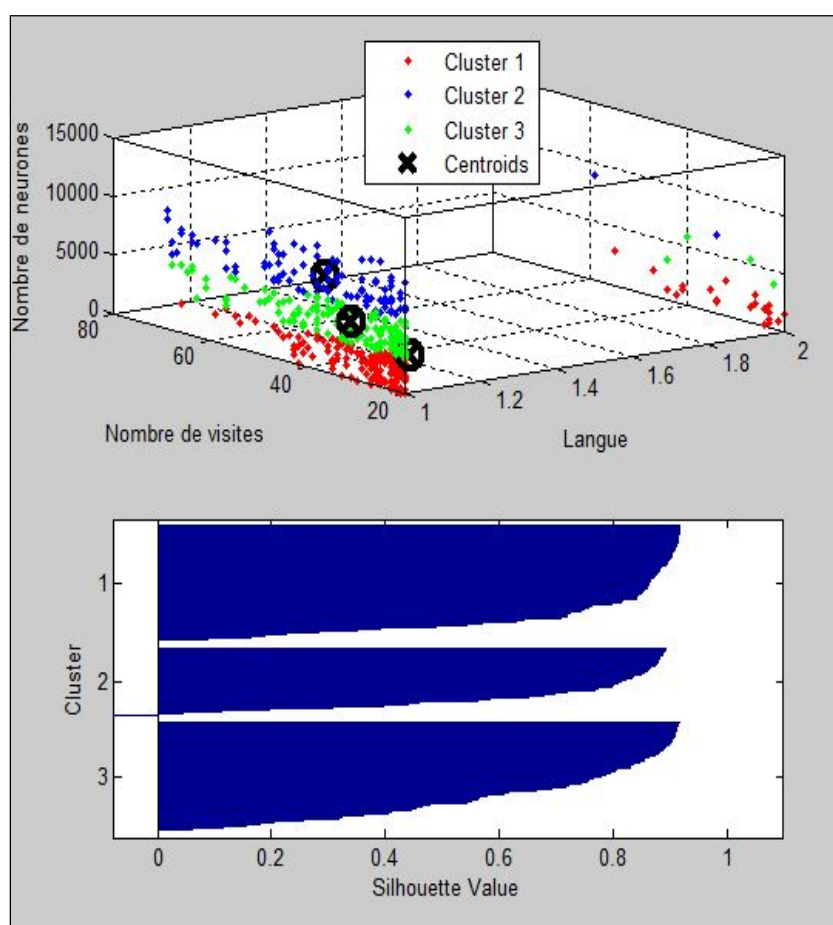 Cluster 1
Cluster 2
Cluster 3
Centroids
Nombre de neurones
15000
10000
5000
0
80
60
40
20
Nombre de visites
1
1.2
1.4
1.6
1.8
2
Langue
Cluster
1
2
3
0
0.2
0.4
0.6
0.8
1
Silhouette Value